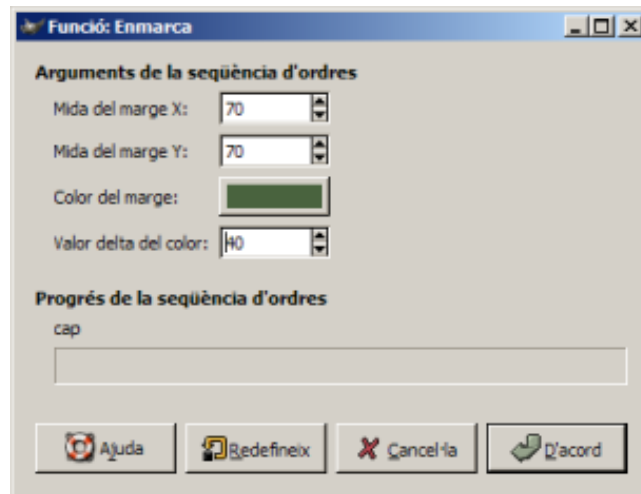 Funció: Enmarca
Arguments de la seqüència d'ordres
Mida del marge X: 70
Mida del marge Y: 70
Color del marge:
Valor delta del color: 40
Progrés de la seqüència d'ordres
cap
Ajuda Redefineix Cancel·la D'acord